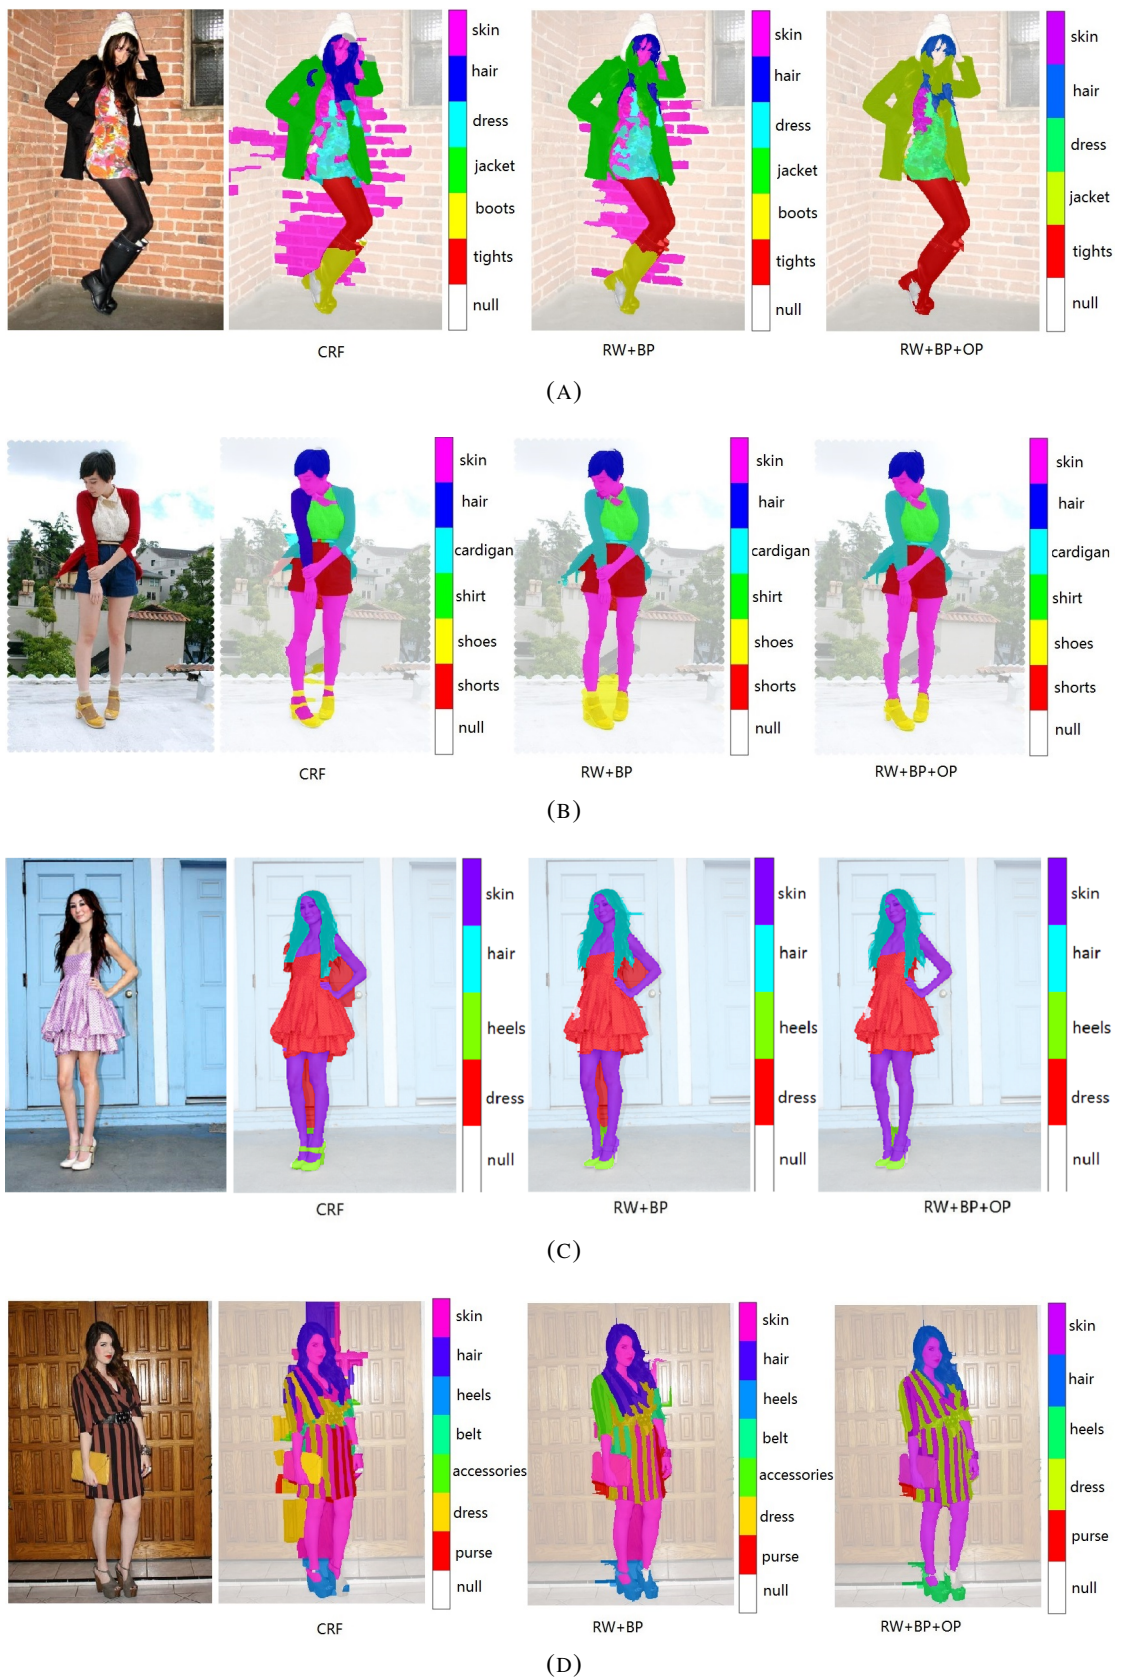 skin
hair
dress
jacket
boots
tights
null
CRF
skin
hair
dress
jacket
boots
tights
null
RW+BP
skin
hair
dress
jacket
tights
null
RW+BP+OP
(A)
skin
hair
cardigan
shirt
shoes
shorts
null
CRF
skin
hair
cardigan
shirt
shoes
shorts
null
RW+BP
skin
hair
cardigan
shirt
shoes
shorts
null
RW+BP+OP
(B)
skin
hair
heels
dress
null
CRF
skin
hair
heels
dress
null
RW+BP
skin
hair
heels
dress
null
RW+BP+OP
(C)
skin
hair
heels
belt
accessories
dress
purse
null
CRF
skin
hair
heels
belt
accessories
dress
purse
null
RW+BP
skin
hair
heels
dress
purse
null
RW+BP+OP
(D)